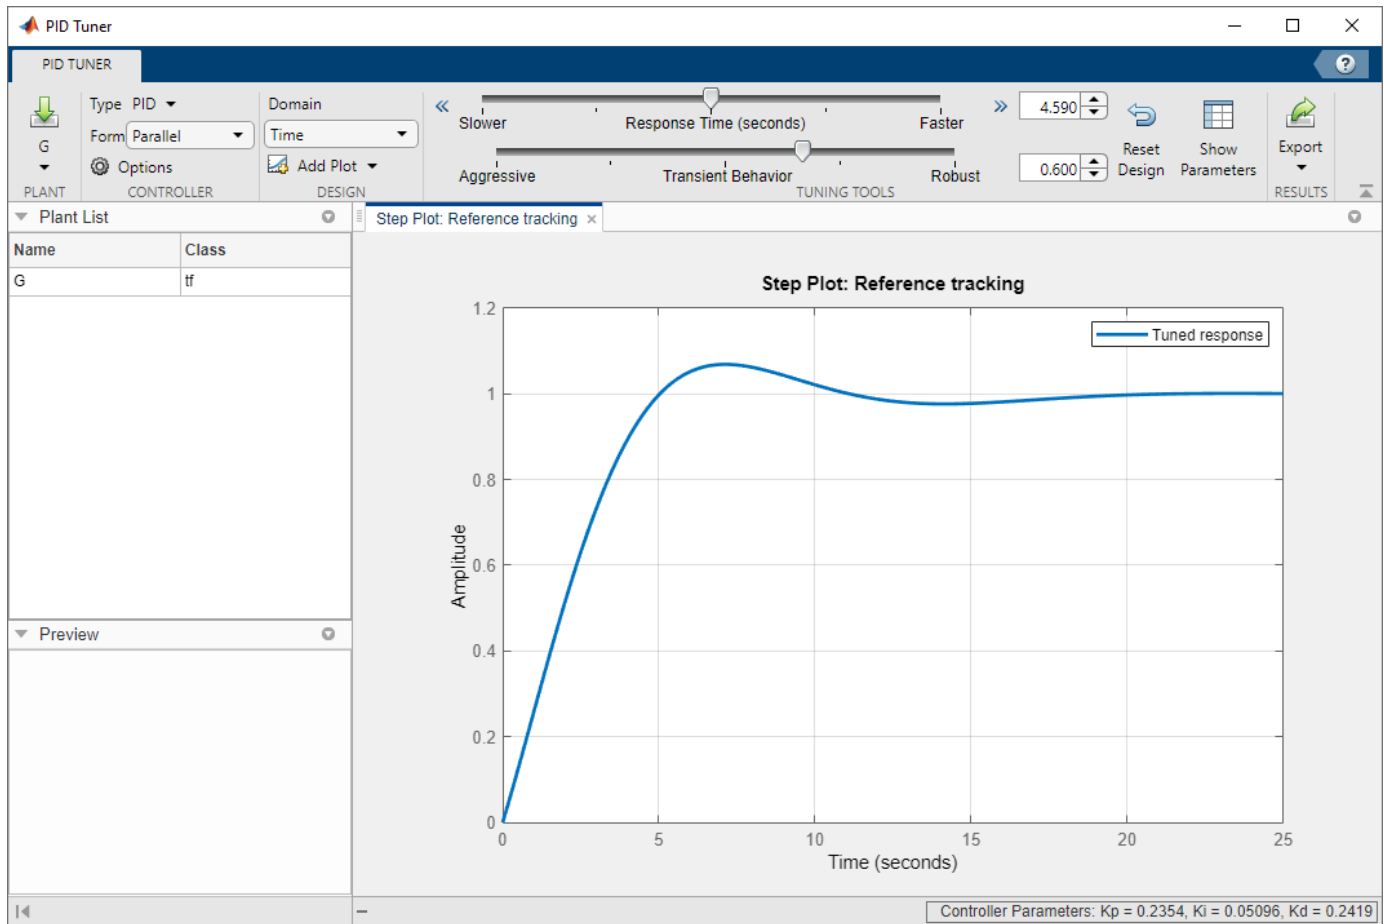 PID Tuner
PID TUNER
?
Type PID
Domain
Slower Response Time (seconds) Faster
4.590
G
Form Parallel
Time
Reset Design
Show Parameters
Export
Options
Add Plot
Aggressive Transient Behavior Robust
0.600
PLANT CONTROLLER DESIGN TUNING TOOLS RESULTS
Plant List
Step Plot: Reference tracking
Name Class
G tf
Preview
Step Plot: Reference tracking
Tuned response
1.2
1
0.8
0.6
0.4
0.2
0
Amplitude
0 5 10 15 20 25
Time (seconds)
Controller Parameters: Kp = 0.2354, Ki = 0.05096, Kd = 0.2419